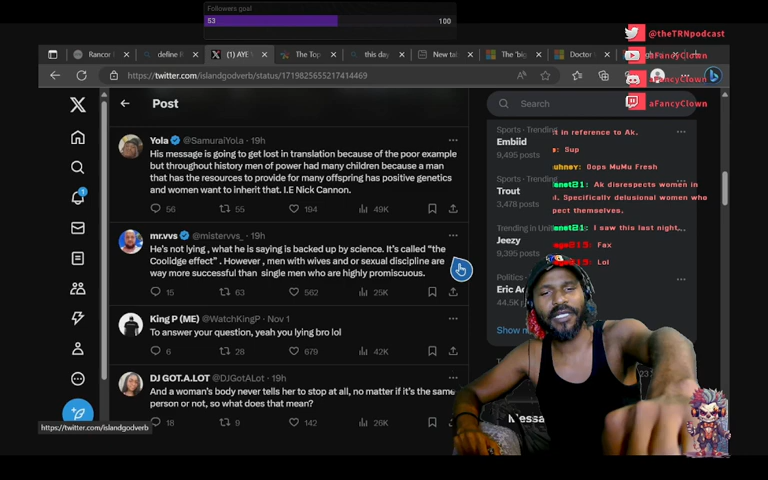 Followers goal
53
100
@theTRNpodcast
aFancyClown
aFancyClown
aFancyClown
Rancor
define
(1) AYE
The Top
this day
New tab
The 'big
Doctor
https://twitter.com/islandgodverb/status/1719825655217414469
Post
Search
Yola @SamuraiYola · 19h
His message is going to get lost in translation because of the poor example
but throughout history men of power had many children because a man
that has the resources to provide for many offspring has positive genetics
and women want to inherit that. I.E Nick Cannon.
56 55 194 49K
mr.vvs @mistervvs_ · 19h
He's not lying , what he is saying is backed up by science. It's called "the
Coolidge effect" . However , men with wives and or sexual discipline are
way more successful than single men who are highly promiscuous.
15 63 562 25K
King P (ME) @WatchKingP · Nov 1
To answer your question, yeah you lying bro lol
6 28 679 42K
DJ GOT.A.LOT @DJGotALot · 19h
And a woman's body never tells her to stop at all, no matter if it's the same
person or not, so what does that mean?
18 9 142 26K
1
Sports · Trending
Embiid
9,495 posts
Sports · Trending
Trout
3,478 posts
Trending in
Jeezy
9,395 posts
Politics ·
Eric
44.5K
Show
Messa
in reference to Ak.
Sup
Dops MuMu Fresh
Ak disrespects women in
Specifically delusional women who
pect themselves.
I saw this last night,
Fax
Lol
https://twitter.com/islandgodverb